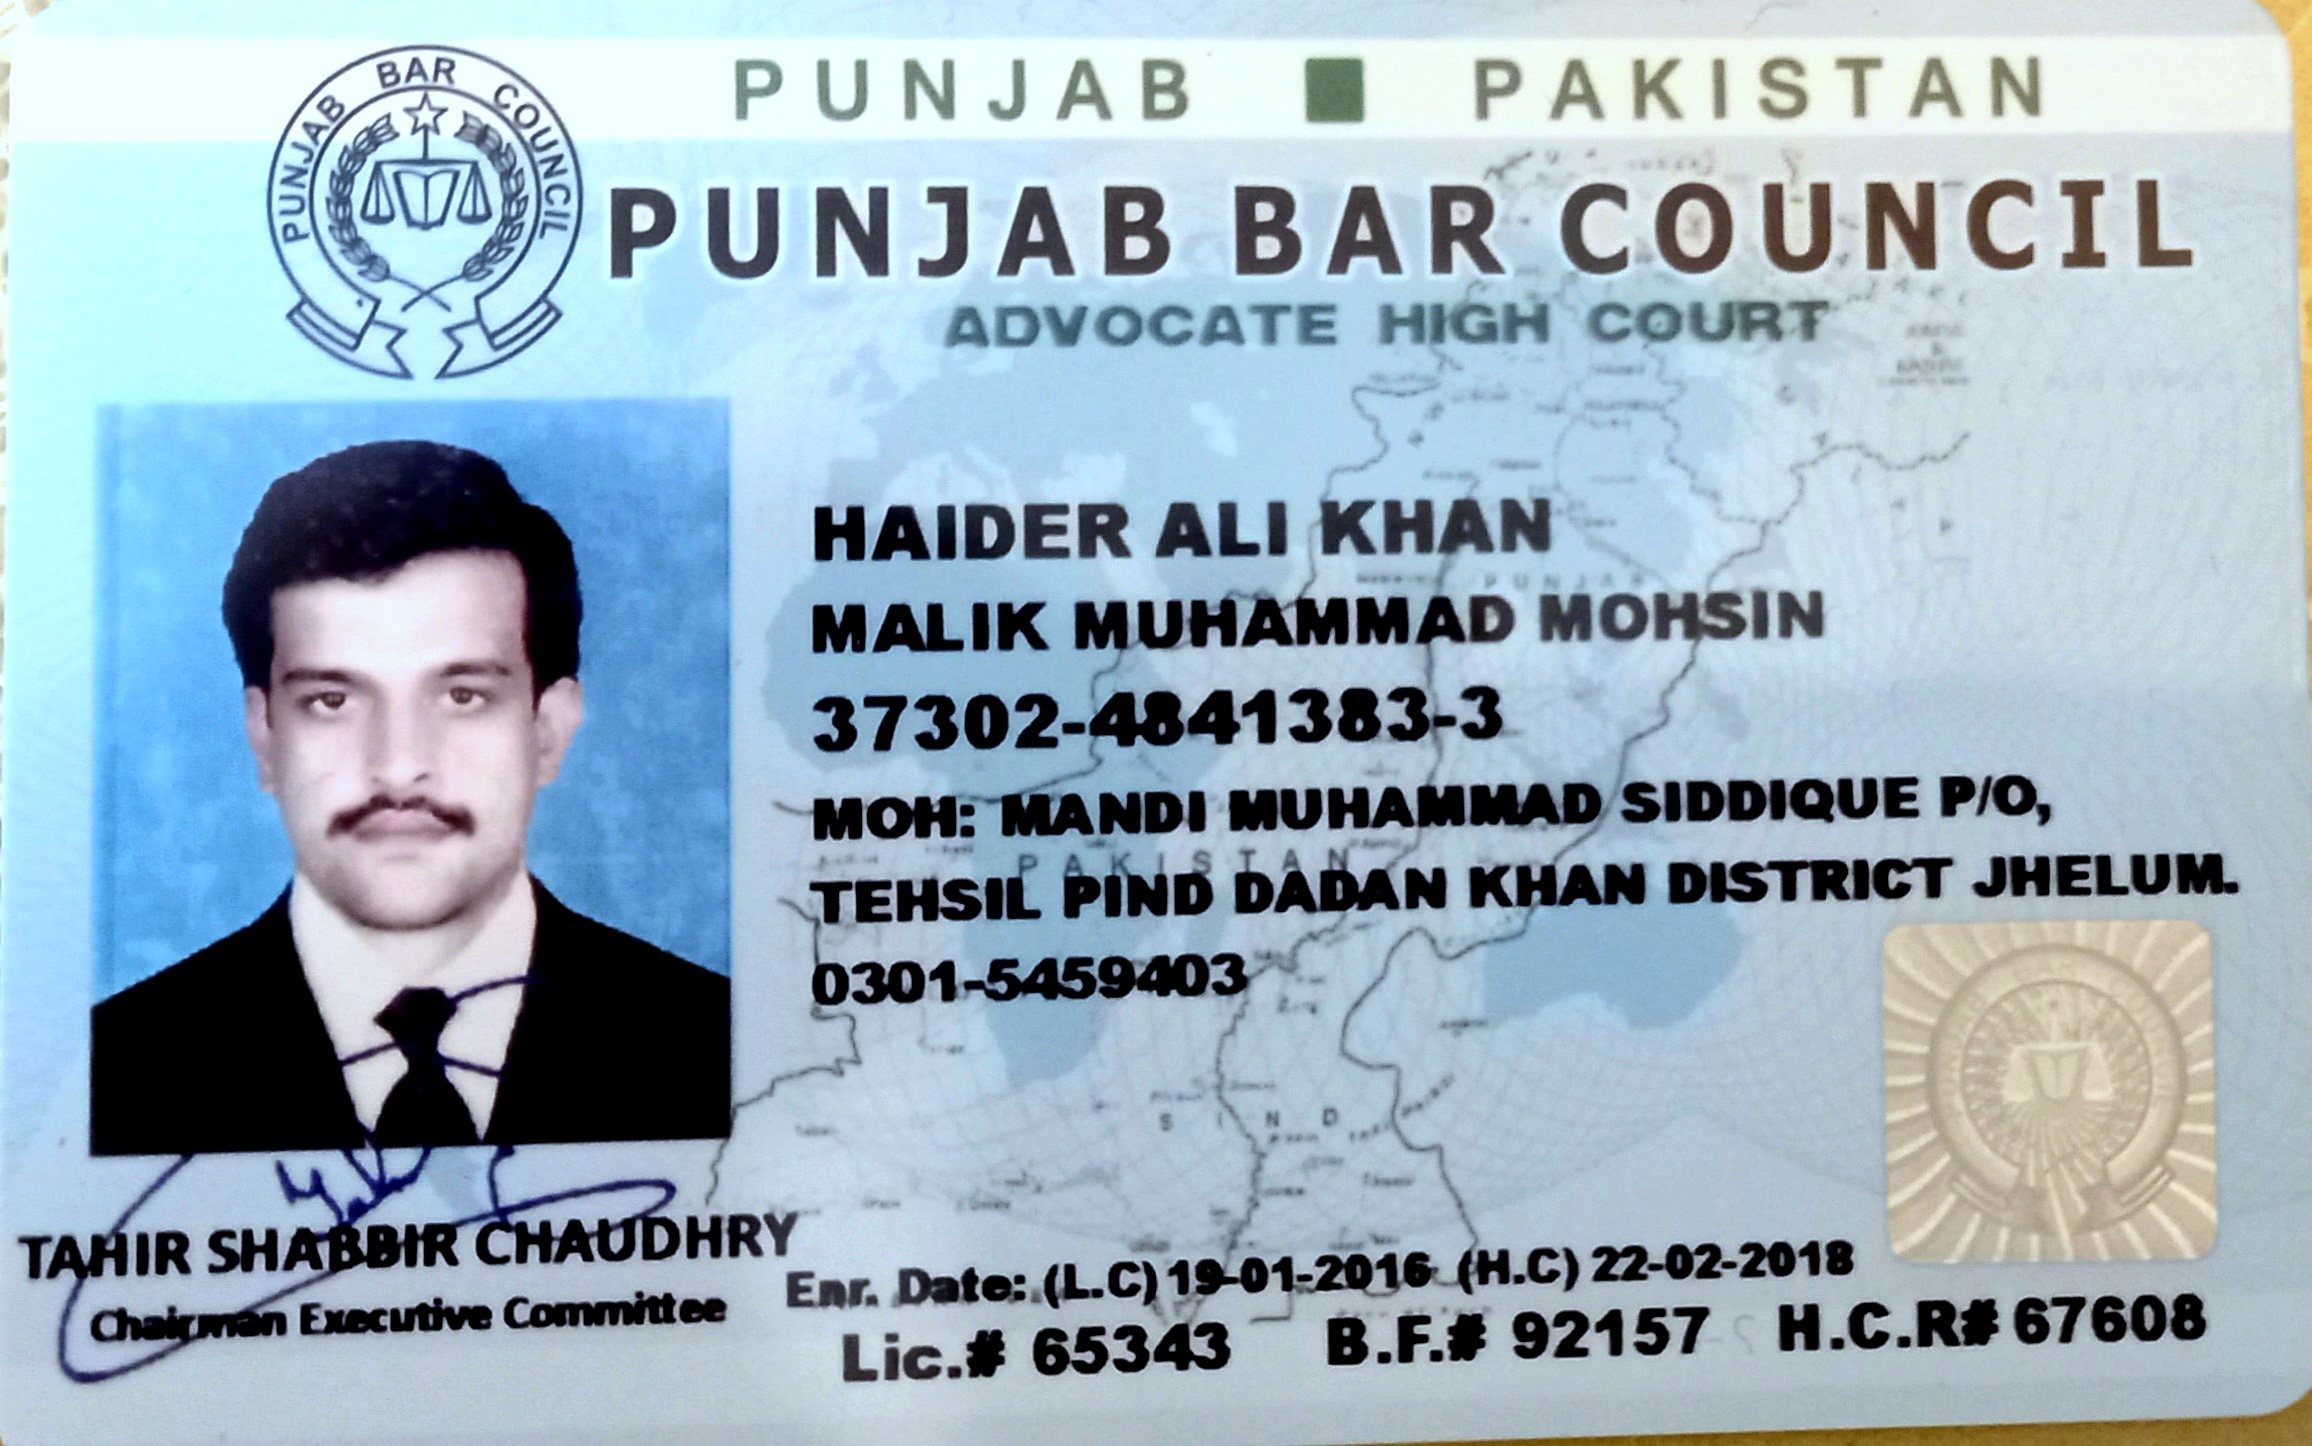 PUNJAB ■ PAKISTAN
PUNJAB BAR COUNCIL
PUNJAB BAR COUNCIL
ADVOCATE HIGH COURT
HAIDER ALI KHAN
MALIK MUHAMMAD MOHSIN
37302-4841383-3
MOH: MANDI MUHAMMAD SIDDIQUE P/O,
TEHSIL PIND DADAN KHAN DISTRICT JHELUM.
0301-5459403
PUNJAB
PAKISTAN
SIND
TAHIR SHABBIR CHAUDHRY
Chairman Executive Committee
Enr. Date: (L.C) 19-01-2016 (H.C) 22-02-2018
Lic.# 65343 B.F.# 92157 H.C.R# 67608